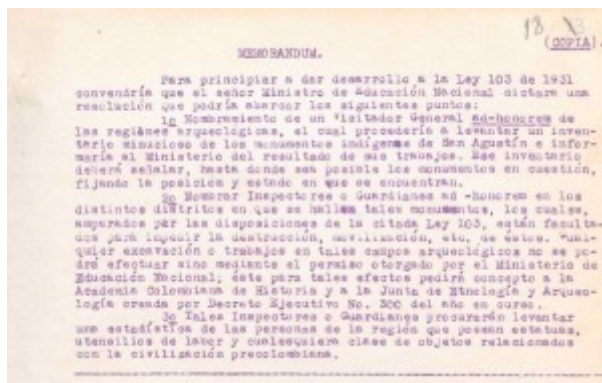 18 13
(COPIA).
MEMORANDUM.
Para principiar a dar desarrollo a la Ley 103 de 1931
convendría que el señor Ministro de Educación Nacional dictara una
resolución que podría abarcar los siguientes puntos:
1o Nombramiento de un Visitador General ad-honorem de
las regiones arqueológicas, al cual procedería a levantar un inven-
tario minucioso de los monumentos indígenas de San Agustín e infor-
maría al Ministerio del resultado de sus trabajos. Ese inventario
deberá señalar, hasta donde sea posible los monumentos en cuestión,
fijando la posición y estado en que se encuentran.
2o Nombrar Inspectores o Guardianes ad-honorem en los
distintos distritos en que se hallen tales monumentos, los cuales,
amparados por las disposiciones de la citada Ley 103, están faculta-
dos para impedir la destrucción, movilización, etc. de éstos. Cual-
quier excavación o trabajos en tales campos arqueológicos no se po-
drá efectuar sino mediante el permiso otorgado por el Ministerio de
Educación Nacional; éste para tales efectos pedirá concepto a la
Academia Colombiana de Historia y a la Junta de Etnología y Arqueo-
logía creada por Decreto Ejecutivo No. 300 del año en curso.
3o Tales Inspectores o Guardianes procurarán levantar
una estadística de las personas de la región que posean estatuas,
utensilios de labor y cualesquiera clase de objetos relacionados
con la civilización precolombiana.